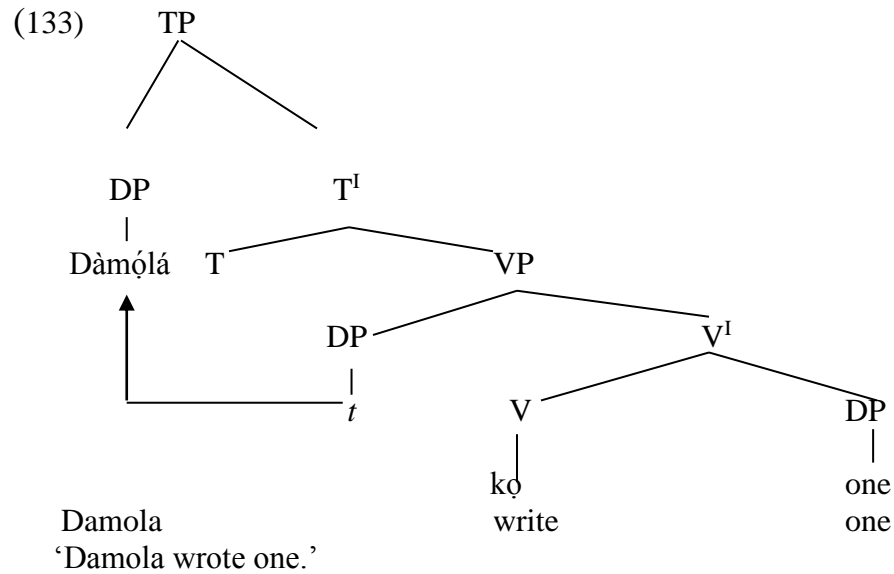 (133) TP
DP T^I
Dàmọ́lá T VP
DP V^I
t V DP
kọ one
Damola write one
‘Damola wrote one.’